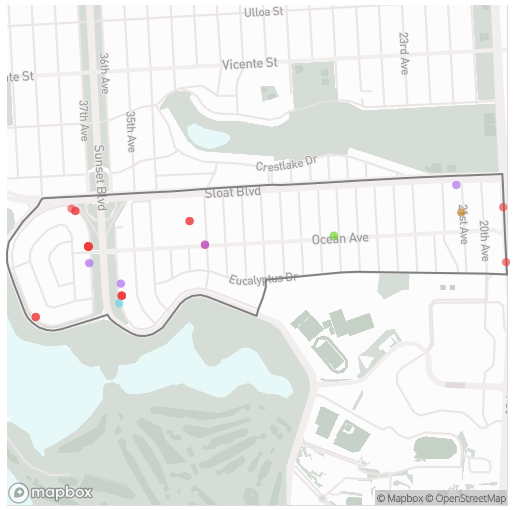 Ulloa St
Vicente St
nte St
23rd Ave
36th Ave
37th Ave
35th Ave
Sunset Blvd
Crestlake Dr
Sloat Blvd
Ocean Ave
21st Ave
20th Ave
Eucalyptus Dr
mapbox
© Mapbox © OpenStreetMap